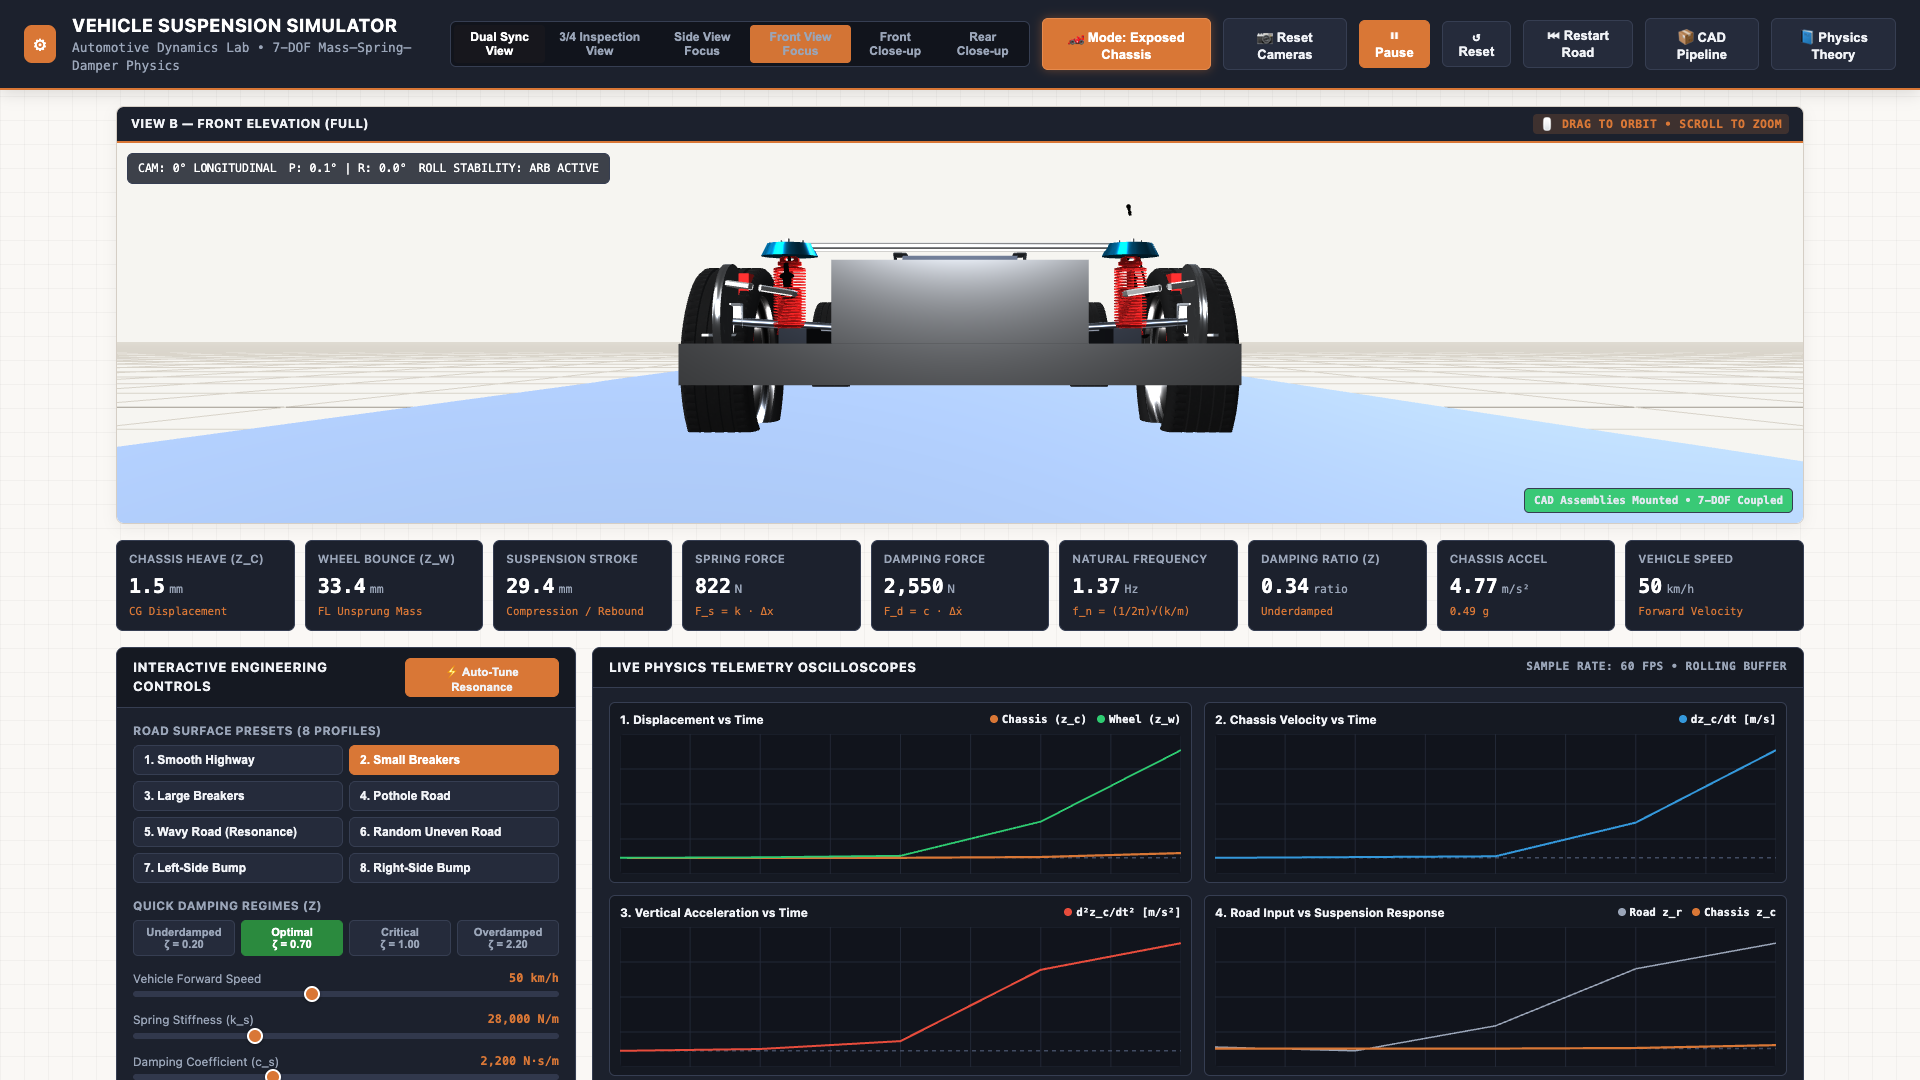 VEHICLE SUSPENSION SIMULATOR
Automotive Dynamics Lab • 7-DOF Mass–Spring–
Damper Physics
Dual Sync
View
3/4 Inspection
View
Side View
Focus
Front View
Focus
Front
Close-up
Rear
Close-up
🏎️ Mode: Exposed
Chassis
📷 Reset
Cameras
⏸
Pause
↺
Reset
⏮ Restart
Road
📦 CAD
Pipeline
📘 Physics
Theory
VIEW B — FRONT ELEVATION (FULL)
🖱️ DRAG TO ORBIT • SCROLL TO ZOOM
CAM: 0° LONGITUDINAL P: 0.1° | R: 0.0° ROLL STABILITY: ARB ACTIVE
CAD Assemblies Mounted • 7-DOF Coupled
CHASSIS HEAVE (Z_C)
1.5 mm
CG Displacement
WHEEL BOUNCE (Z_W)
33.4 mm
FL Unsprung Mass
SUSPENSION STROKE
29.4 mm
Compression / Rebound
SPRING FORCE
822 N
F_s = k · Δx
DAMPING FORCE
2,550 N
F_d = c · Δẋ
NATURAL FREQUENCY
1.37 Hz
f_n = (1/2π)√(k/m)
DAMPING RATIO (Ζ)
0.34 ratio
Underdamped
CHASSIS ACCEL
4.77 m/s²
0.49 g
VEHICLE SPEED
50 km/h
Forward Velocity
INTERACTIVE ENGINEERING
CONTROLS
⚡ Auto-Tune
Resonance
ROAD SURFACE PRESETS (8 PROFILES)
1. Smooth Highway
2. Small Breakers
3. Large Breakers
4. Pothole Road
5. Wavy Road (Resonance)
6. Random Uneven Road
7. Left-Side Bump
8. Right-Side Bump
QUICK DAMPING REGIMES (Ζ)
Underdamped
ζ = 0.20
Optimal
ζ = 0.70
Critical
ζ = 1.00
Overdamped
ζ = 2.20
Vehicle Forward Speed
50 km/h
Spring Stiffness (k_s)
28,000 N/m
Damping Coefficient (c_s)
2,200 N·s/m
LIVE PHYSICS TELEMETRY OSCILLOSCOPES
SAMPLE RATE: 60 FPS • ROLLING BUFFER
1. Displacement vs Time
Chassis (z_c)
Wheel (z_w)
2. Chassis Velocity vs Time
dz_c/dt [m/s]
3. Vertical Acceleration vs Time
d²z_c/dt² [m/s²]
4. Road Input vs Suspension Response
Road z_r
Chassis z_c